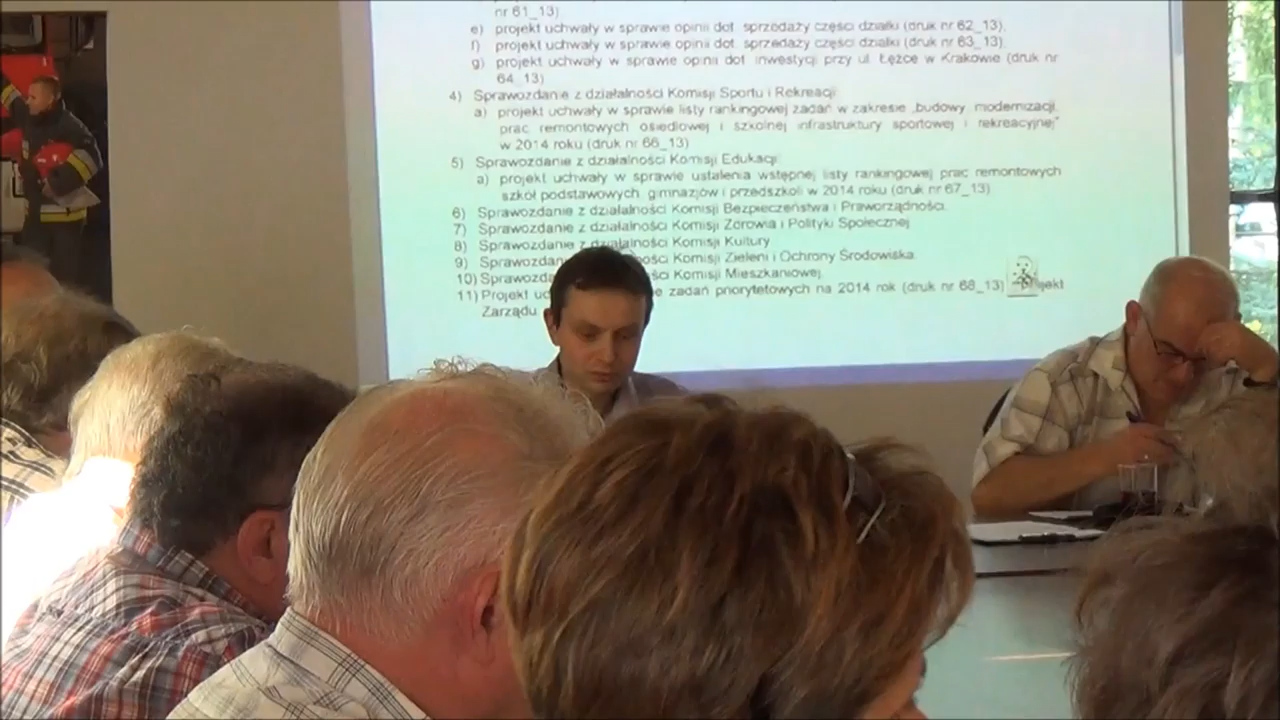 nr 61_13)
e) projekt uchwały w sprawie opinii dot. sprzedaży części działki (druk nr 62_13),
f) projekt uchwały w sprawie opinii dot. sprzedaży części działki (druk nr 63_13),
g) projekt uchwały w sprawie opinii dot. inwestycji przy ul. Łężce w Krakowie (druk nr
64_13)
4) Sprawozdanie z działalności Komisji Sportu i Rekreacji:
a) projekt uchwały w sprawie listy rankingowej zadań w zakresie „budowy, modernizacji,
prac remontowych osiedlowej i szkolnej infrastruktury sportowej i rekreacyjnej"
w 2014 roku (druk nr 66_13)
5) Sprawozdanie z działalności Komisji Edukacji:
a) projekt uchwały w sprawie ustalenia wstępnej listy rankingowej prac remontowych
szkół podstawowych, gimnazjów i przedszkoli w 2014 roku (druk nr 67_13)
6) Sprawozdanie z działalności Komisji Bezpieczeństwa i Praworządności.
7) Sprawozdanie z działalności Komisji Zdrowia i Polityki Społecznej
8) Sprawozdanie z działalności Komisji Kultury
9) Sprawozdan ności Komisji Zieleni i Ochrony Środowiska.
10) Sprawozda ści Komisji Mieszkaniowej.
11) Projekt uc e zadań priorytetowych na 2014 rok (druk nr 68_13) projekt
Zarządu